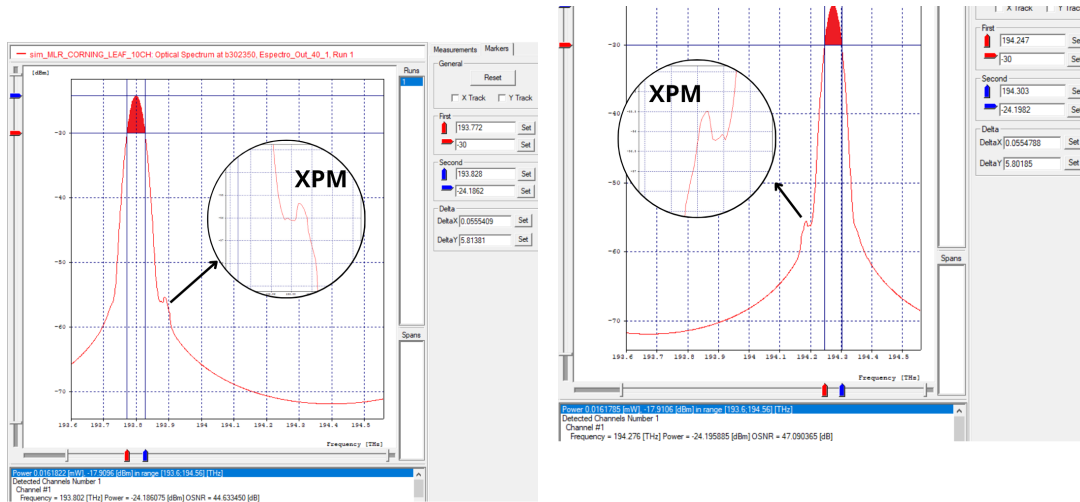 sim_MLR_CORNING_LEAF_10CH: Optical Spectrum at b302350, Espectro_Out_40_1, Run 1
[dBm]
-30
-40
-50
-60
-70
193.6 193.7 193.8 193.9 194 194.1 194.2 194.3 194.4 194.5
Frequency [THz]
XPM
Runs
1
Spans
Measurements Markers
General
Reset
X Track Y Track
First
193.772 Set
-30 Set
Second
193.828 Set
-24.1862 Set
Delta
DeltaX 0.0555409 Set
DeltaY 5.81381 Set
Power 0.0161822 [mW], -17.9096 [dBm] in range [193.6;194.56] [THz]
Detected Channels Number 1
Channel #1
Frequency = 193.802 [THz] Power = -24.186075 [dBm] OSNR = 44.633450 [dB]
-30
-40
-50
-60
-70
193.6 193.7 193.8 193.9 194 194.1 194.2 194.3 194.4 194.5
Frequency [THz]
XPM
Spans
X Track Y Track
First
194.247 Set
-30 Set
Second
194.303 Set
-24.1982 Set
Delta
DeltaX 0.0554788 Set
DeltaY 5.80185 Set
Power 0.0161785 [mW], -17.9106 [dBm] in range [193.6;194.56] [THz]
Detected Channels Number 1
Channel #1
Frequency = 194.276 [THz] Power = -24.195885 [dBm] OSNR = 47.090365 [dB]